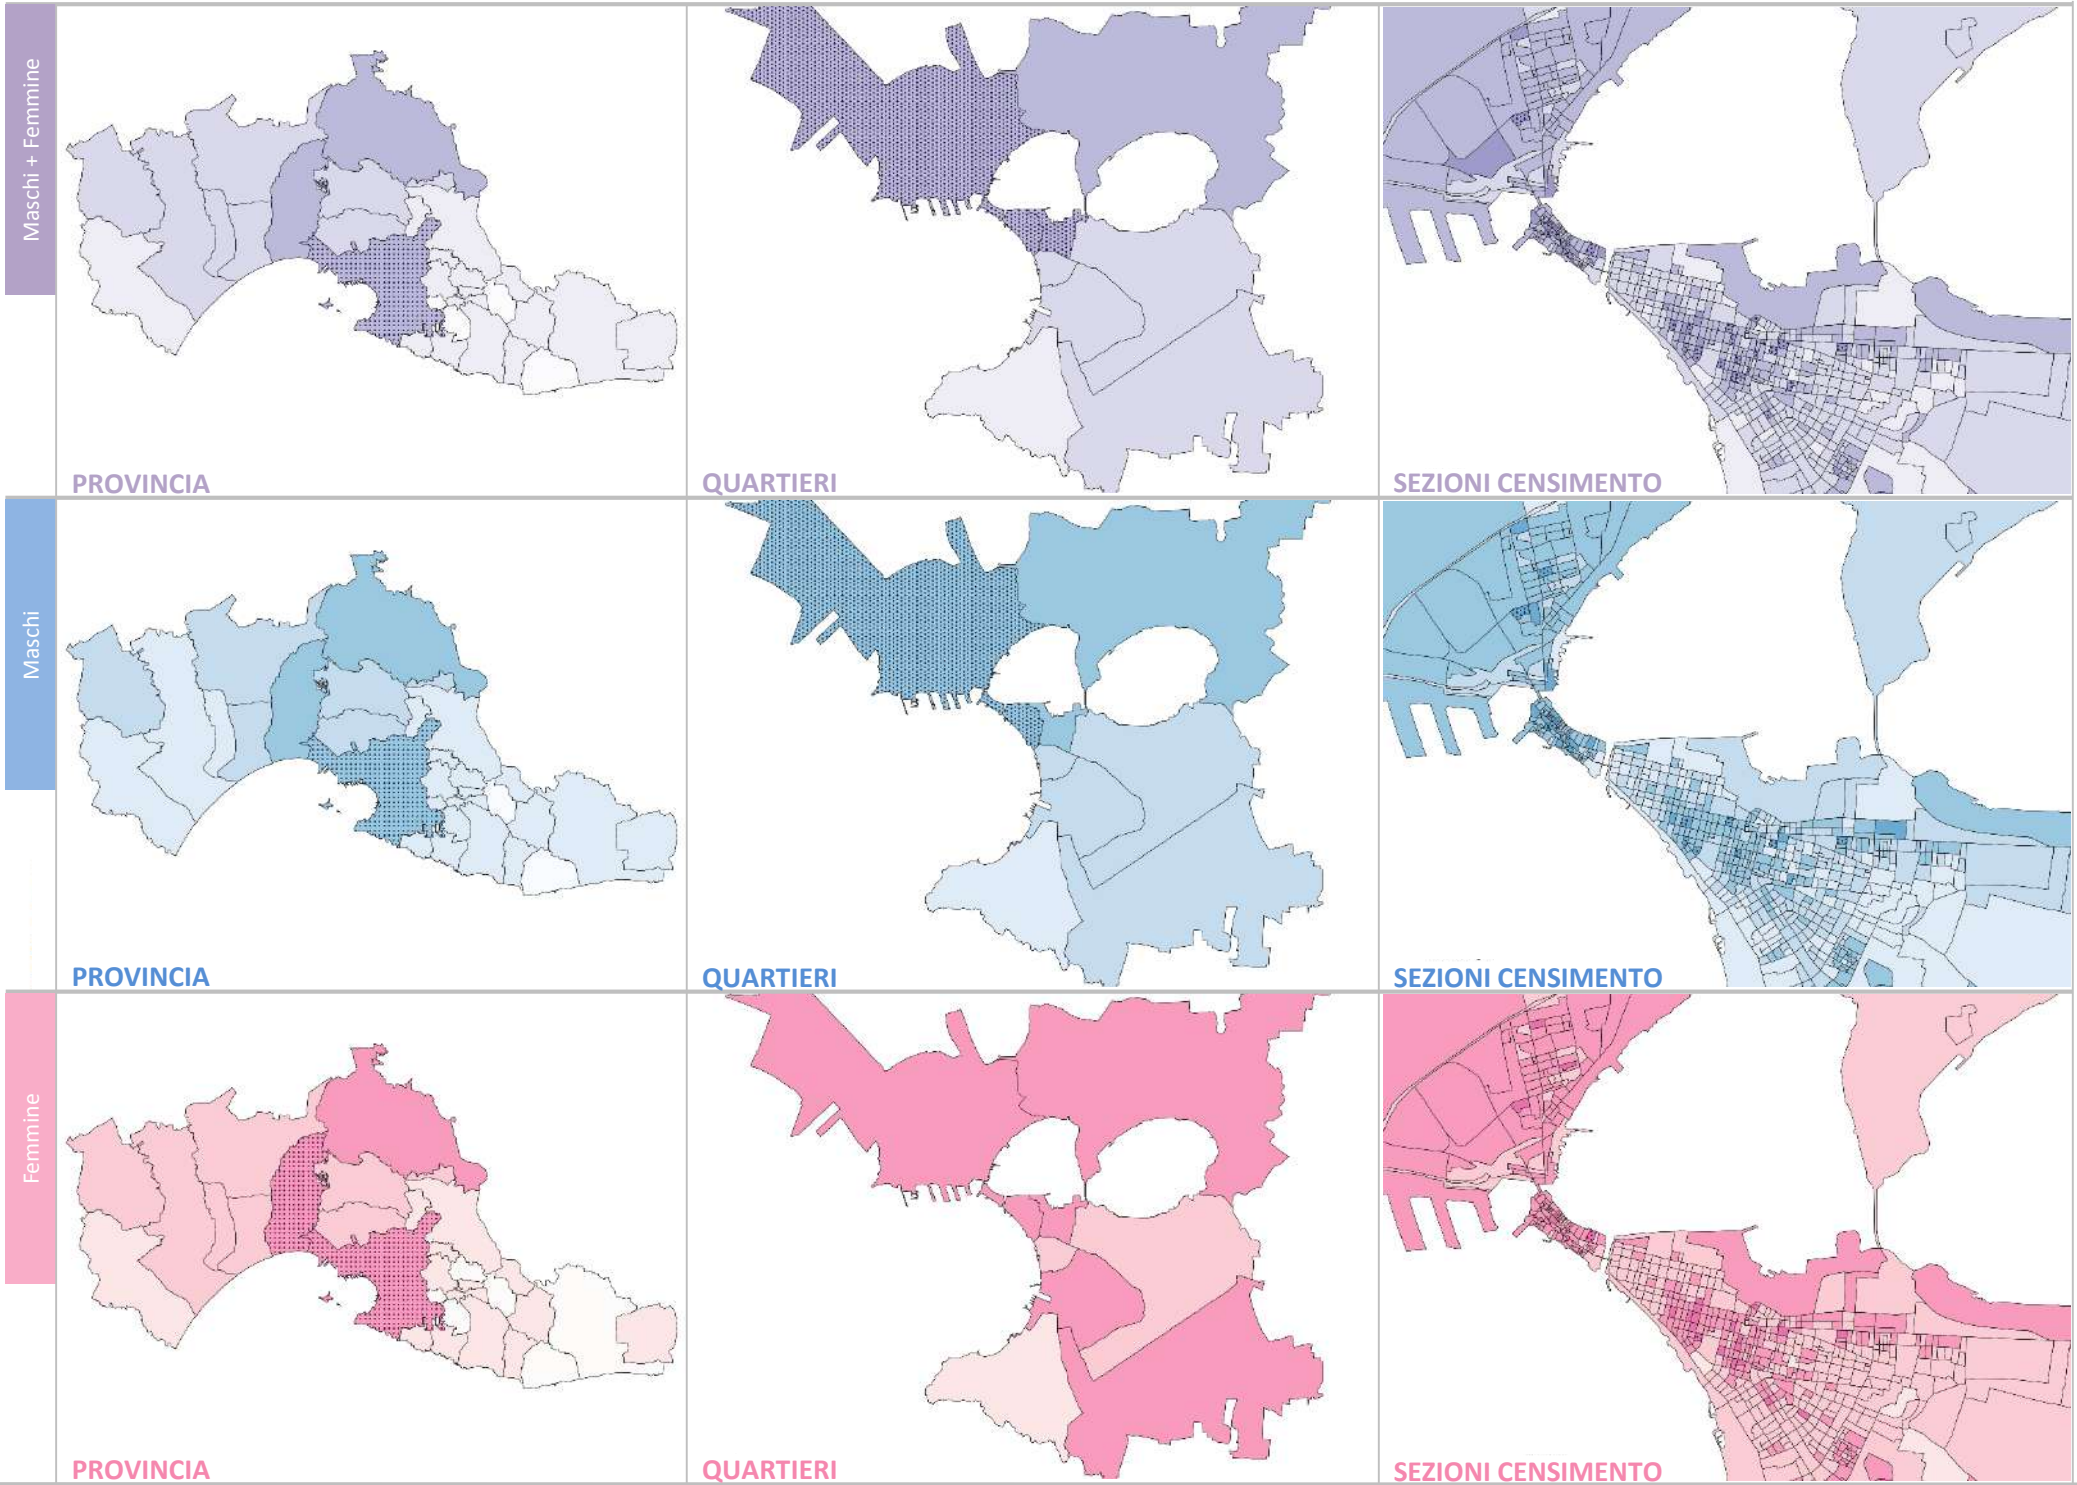 Maschi + Femmine
PROVINCIA
QUARTIERI
SEZIONI CENSIMENTO
Maschi
PROVINCIA
QUARTIERI
SEZIONI CENSIMENTO
Femmine
PROVINCIA
QUARTIERI
SEZIONI CENSIMENTO